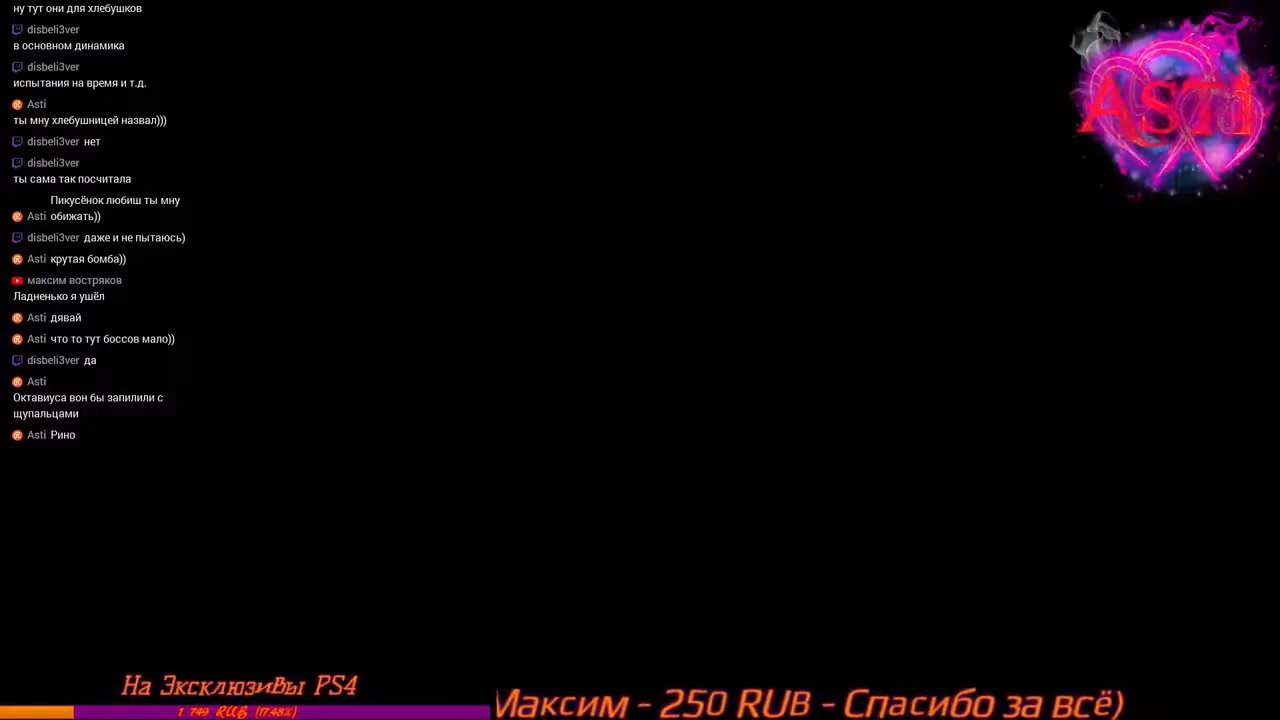 ну тут они для хлебушков
disbeli3ver
в основном динамика
disbeli3ver
испытания на время и т.д.
Asti
ты мну хлебушницей назвал)))
disbeli3ver нет
disbeli3ver
ты сама так посчитала
Пикусёнок любиш ты мну
Asti обижать))
disbeli3ver даже и не пытаюсь)
Asti крутая бомба))
максим востряков
Ладненько я ушёл
Asti дявай
Asti что то тут боссов мало))
disbeli3ver да
Asti
Октавиуса вон бы запилили с
щупальцами
Asti Рино
ASTi
На Эксклюзивы PS4
1 749 RUB (17.48%)
Максим - 250 RUB - Спасибо за всё)